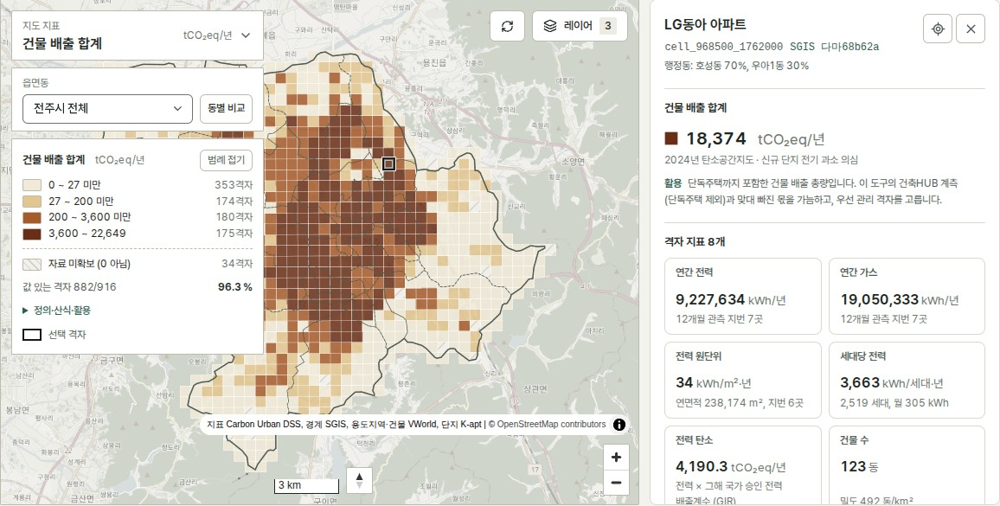 지도 지표
건물 배출 합계
tCO₂eq/년
읍면동
전주시 전체
동별 비교
건물 배출 합계 tCO₂eq/년
범례 접기
0 ~ 27 미만 353격자
27 ~ 200 미만 174격자
200 ~ 3,600 미만 180격자
3,600 ~ 22,649 175격자
자료 미확보 (0 아님) 34격자
값 있는 격자 882/916 96.3 %
정의·산식·활용
선택 격자
레이어 3
용진읍
소양면
상관면
금구면
봉남면
금산면
구이면
17
지표 Carbon Urban DSS, 경계 SGIS, 용도지역·건물 VWorld, 단지 K-apt | © OpenStreetMap contributors
3 km
LG동아 아파트
cell_968500_1762000 SGIS 다마68b62a
행정동: 호성동 70%, 우아1동 30%
건물 배출 합계
18,374 tCO₂eq/년
2024년 탄소공간지도 · 신규 단지 전기 과소 의심
활용 단독주택까지 포함한 건물 배출 총량입니다. 이 도구의 건축HUB 계측
(단독주택 제외)과 맞대 빠진 몫을 가늠하고, 우선 관리 격자를 고릅니다.
격자 지표 8개
연간 전력
9,227,634 kWh/년
12개월 관측 지번 7곳
연간 가스
19,050,333 kWh/년
12개월 관측 지번 7곳
전력 원단위
34 kWh/m²·년
연면적 238,174 m², 지번 6곳
세대당 전력
3,663 kWh/세대·년
2,519 세대, 월 305 kWh
전력 탄소
4,190.3 tCO₂eq/년
전력 × 그해 국가 승인 전력
배출계수 (GIR)
건물 수
123 동
밀도 492 동/km²